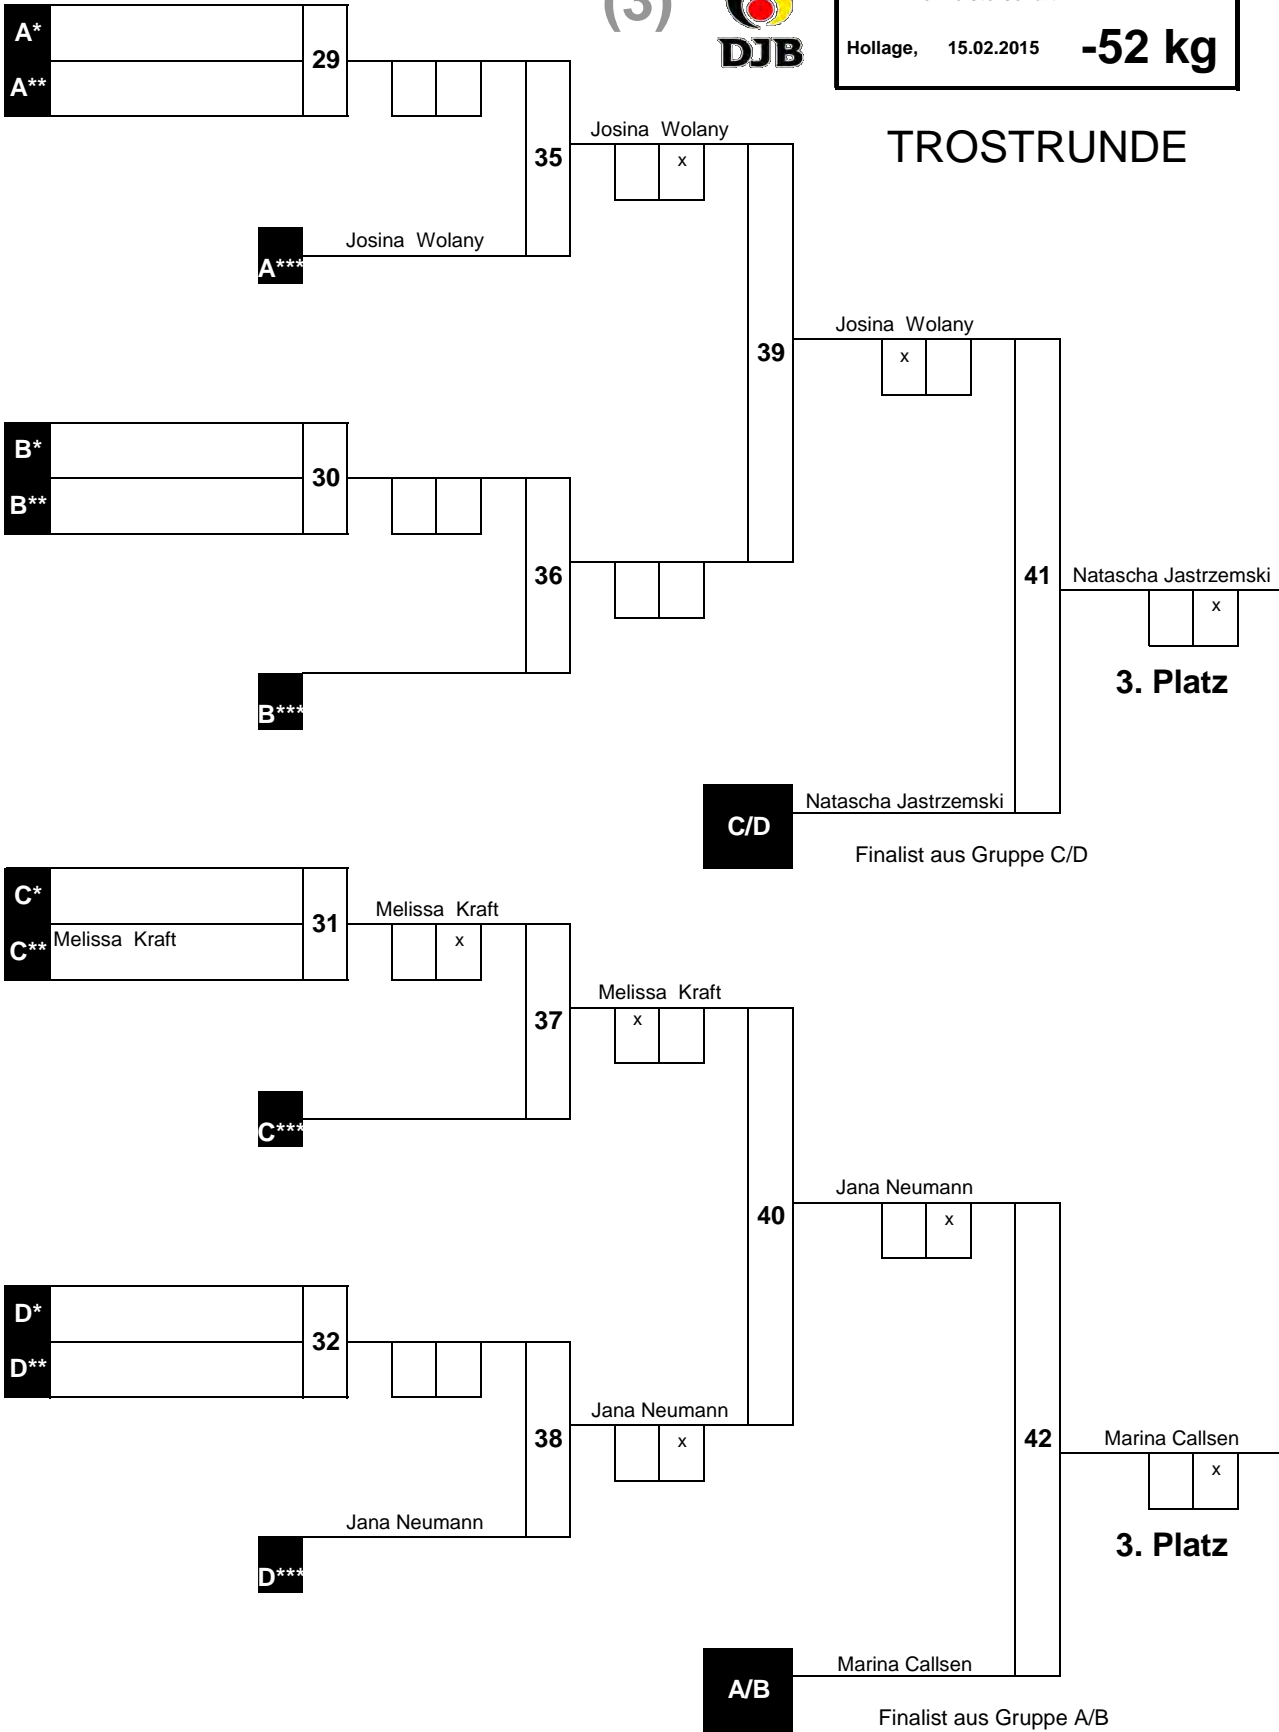 (3)
DJB
Hollage, 15.02.2015 -52 kg
TROSTRUNDE
A*
A**
29
35
Josina Wolany
x
A***
Josina Wolany
39
Josina Wolany
x
B*
B**
30
36
B***
41
Natascha Jastrzemski
x
3. Platz
C/D
Natascha Jastrzemski
Finalist aus Gruppe C/D
C*
C**
Melissa Kraft
31
Melissa Kraft
x
37
Melissa Kraft
x
C***
40
Jana Neumann
x
D*
D**
32
38
Jana Neumann
x
D***
Jana Neumann
42
Marina Callsen
x
3. Platz
A/B
Marina Callsen
Finalist aus Gruppe A/B